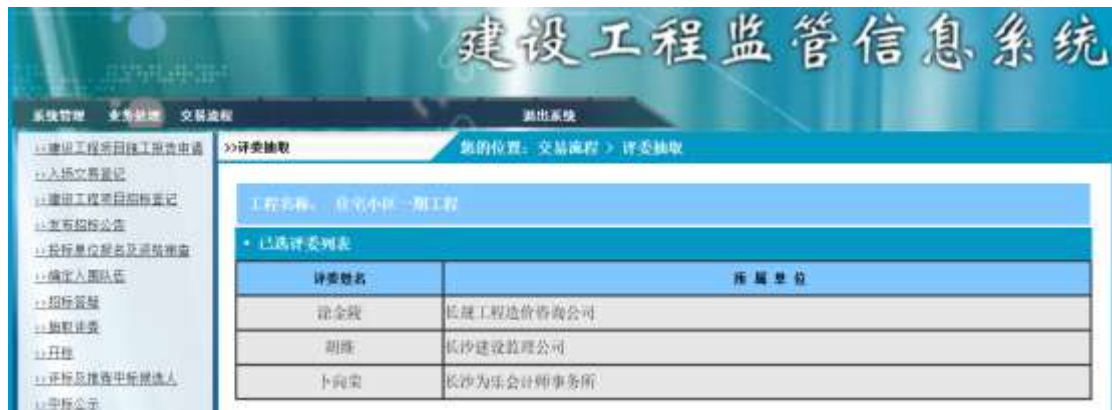 建设工程监管信息系统
系统管理 业务处理 交易流程 退出系统
>>建设工程项目施工报告申请
>>入场交易登记
>>建设工程项目招标登记
>>发布招标公告
>>投标单位报名及资格审查
>>确定入围队伍
>>招标答疑
>>抽取评委
>>开标
>>评标及推荐中标候选人
>>中标公示
>>评委抽取
您的位置：交易流程 > 评委抽取
工程名称： 住宅小区一期工程
• 已选评委列表
评委姓名 所属单位
涂金陵 长晟工程造价咨询公司
胡维 长沙建设监理公司
卜向荣 长沙为乐会计师事务所